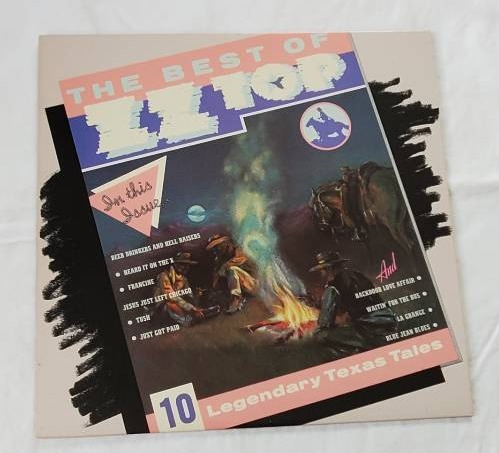 THE BEST OF
ZZ TOP
In this
Issue...
BEER DRINKERS AND HELL RAISERS
• HEARD IT ON THE X
• FRANCINE
JESUS JUST LEFT CHICAGO
• TUSH
• JUST GOT PAID
And
BACKDOOR LOVE AFFAIR •
WAITIN' FOR THE BUS •
LA GRANGE •
BLUE JEAN BLUES •
10 Legendary Texas Tales